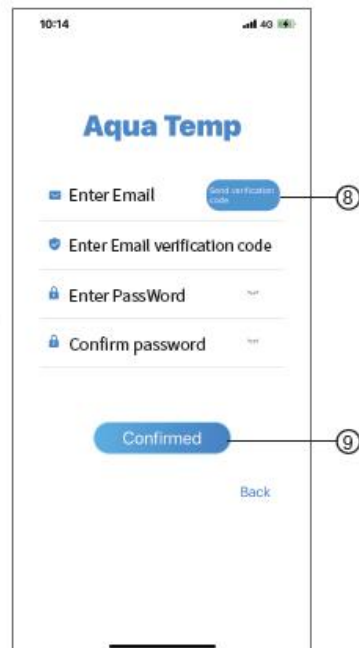 10:14
4G
Aqua Temp
Enter Email
Send verification
code
⑧
Enter Email verification code
Enter PassWord
Confirm password
Confirmed
⑨
Back